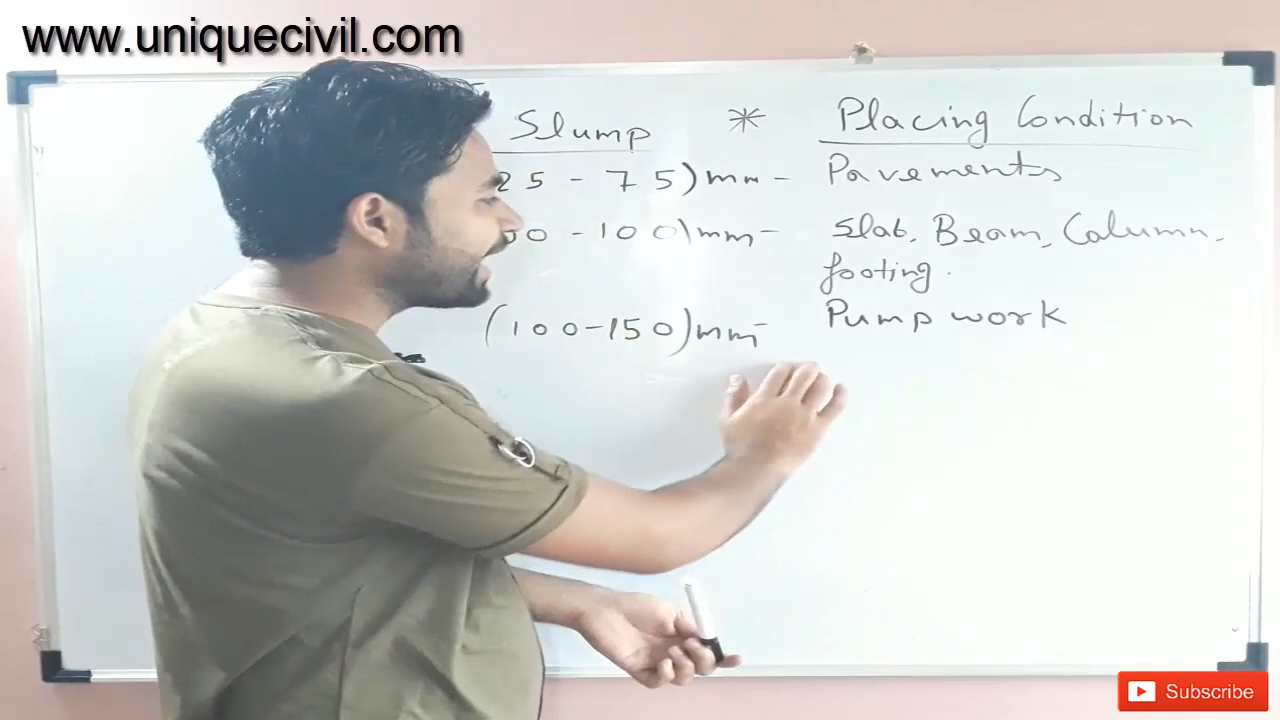 www.uniquecivil.com
Slump * Placing Condition
25 - 75)mm - Pavements
00 - 100)mm - Slab, Beam, Column,
footing.
(100-150)mm - Pump work
Subscribe